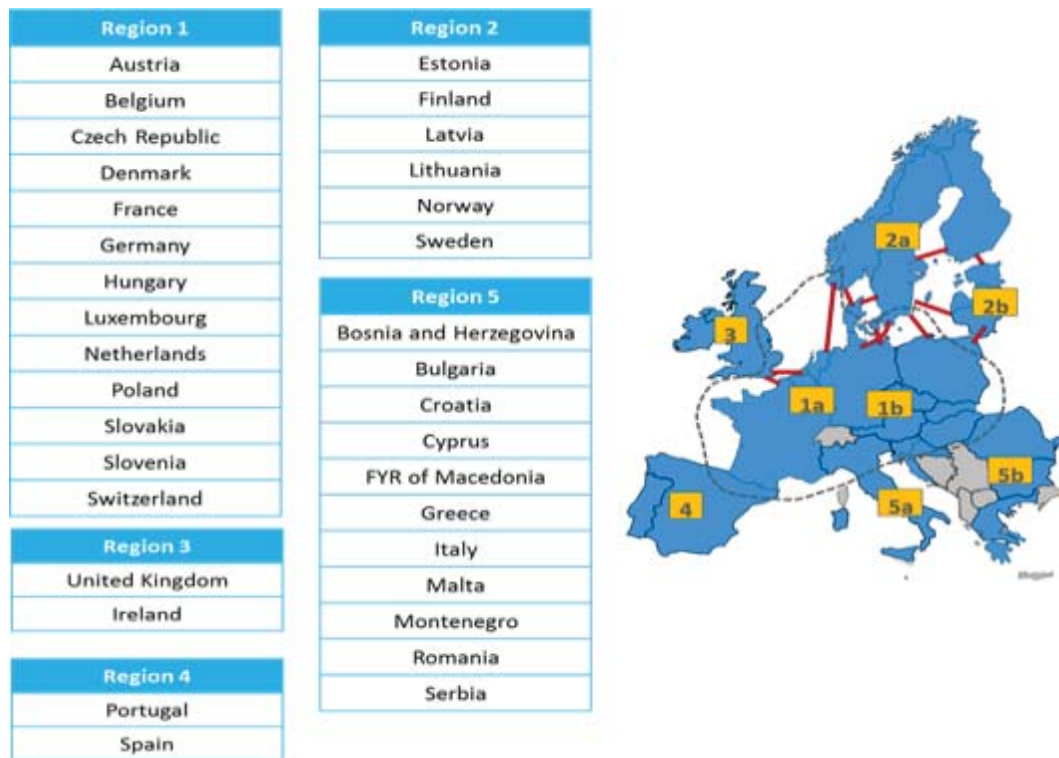 Region 1
Austria
Belgium
Czech Republic
Denmark
France
Germany
Hungary
Luxembourg
Netherlands
Poland
Slovakia
Slovenia
Switzerland
Region 3
United Kingdom
Ireland
Region 4
Portugal
Spain
Region 2
Estonia
Finland
Latvia
Lithuania
Norway
Sweden
Region 5
Bosnia and Herzegovina
Bulgaria
Croatia
Cyprus
FYR of Macedonia
Greece
Italy
Malta
Montenegro
Romania
Serbia
2a
2b
3
1a
1b
5b
4
5a